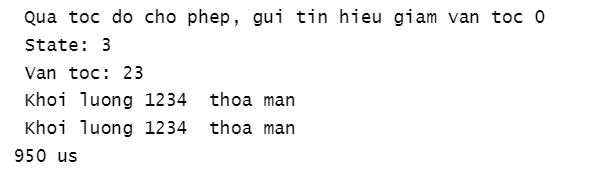 Qua toc do cho phep, gui tin hieu giam van toc 0
State: 3
Van toc: 23
Khoi luong 1234  thoa man
Khoi luong 1234  thoa man
950 us